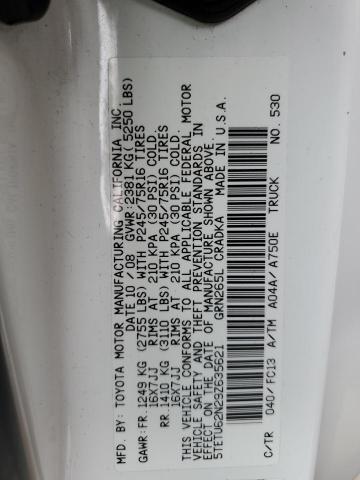 MFD.BY:TOYOTA MOTOR MANUFACTURING CALIFORNIA INC.
DATE 10 /08 GVWR:2381 KG( 5250 LBS)
GAWR:FR.1249 KG (2755 LBS) WITH P245/75R16 TIRES
16X7JJ RIMS AT 210 KPA (30 PSI) COLD.
RR.1410 KG (3110 LBS) WITH P245/75R16 TIRES
16X7JJ RIMS AT 210 KPA (30 PSI) COLD.
THIS VEHICLE CONFORMS TO ALL APPLICABLE FEDERAL MOTOR
VEHICLE SAFETY AND THEFT PREVENTION STANDARDS IN
EFFECT ON THE DATE OF MANUFACTURE SHOWN ABOVE.
5TETU62N29Z635621 GRN265L CRADKA MADE IN U.S.A.
C/TR 040/FC13 A/TM A04A/A750E TRUCK NO. 530